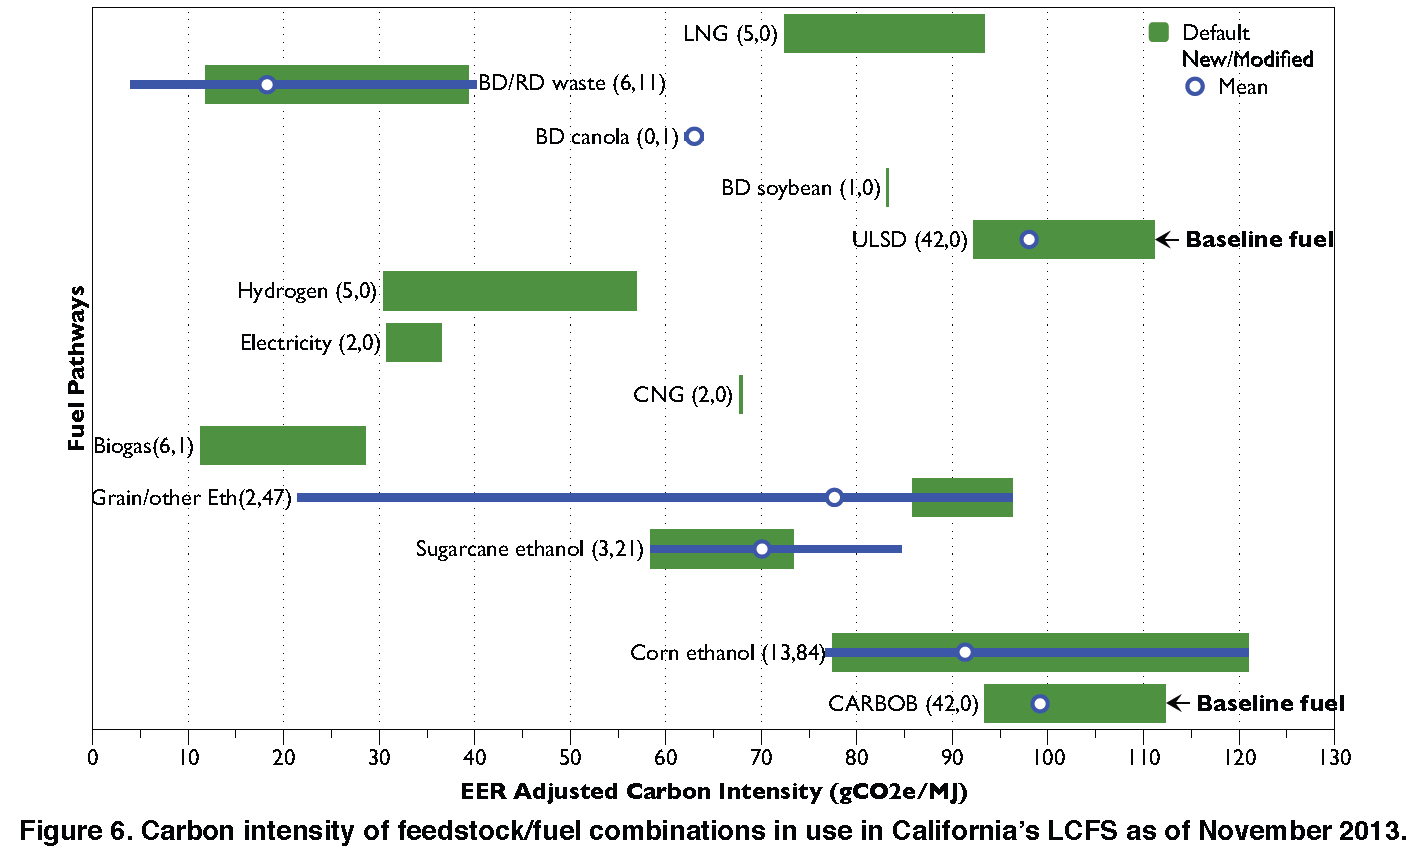 LNG (5,0)
Default
New/Modified
Mean
BD/RD waste (6,11)
BD canola (0,1)
BD soybean (1,0)
ULSD (42,0)
Baseline fuel
Hydrogen (5,0)
Electricity (2,0)
CNG (2,0)
Biogas(6,1)
Grain/other Eth(2,47)
Sugarcane ethanol (3,21)
Corn ethanol (13,84)
CARBOB (42,0)
Baseline fuel
Fuel Pathways
0 10 20 30 40 50 60 70 80 90 100 110 120 130
EER Adjusted Carbon Intensity (gCO2e/MJ)
Figure 6. Carbon intensity of feedstock/fuel combinations in use in California’s LCFS as of November 2013.